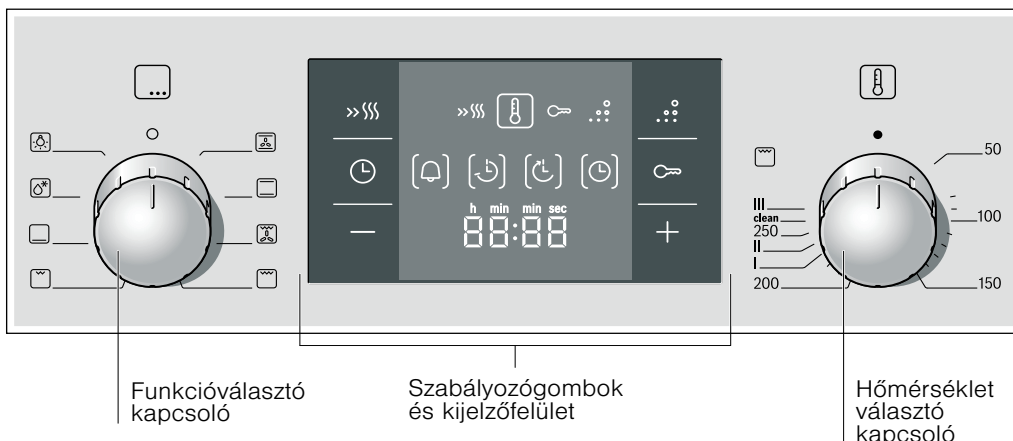 h min min sec
88:88
50
100
150
III
clean
250
II
I
200
Funkcióválasztó
kapcsoló
Szabályozógombok
és kijelzőfelület
Hőmérséklet
választó
kapcsoló